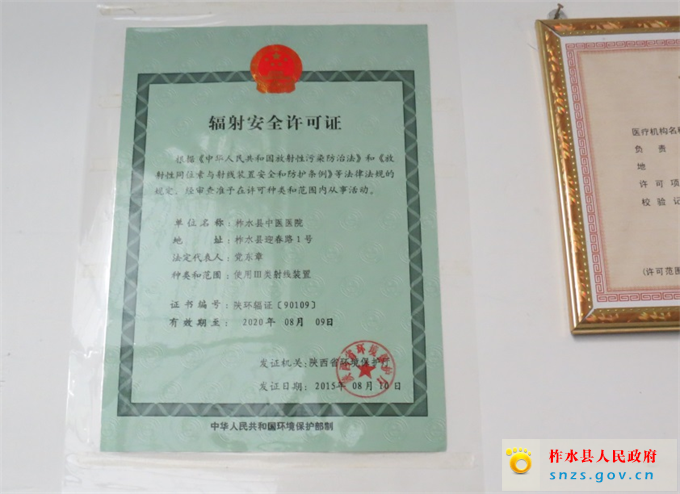 辐射安全许可证
根据《中华人民共和国放射性污染防治法》和《放
射性同位素与射线装置安全和防护条例》等法律法规的
规定，经审查准予在许可种类和范围内从事活动。
单位名称：柞水县中医医院
地 址：柞水县迎春路1号
法定代表人：党东章
种类和范围：使用III类射线装置
证书编号：陕环辐证〔90109〕
有效期至：2020年 08月 09日
发证机关：陕西省环境保护厅
发证日期：2015年 08月 10日
中华人民共和国环境保护部制
医疗机构名称
负 责
地
许 可 项
校 验 记
(许可范围
柞水县人民政府
snzs.gov.cn